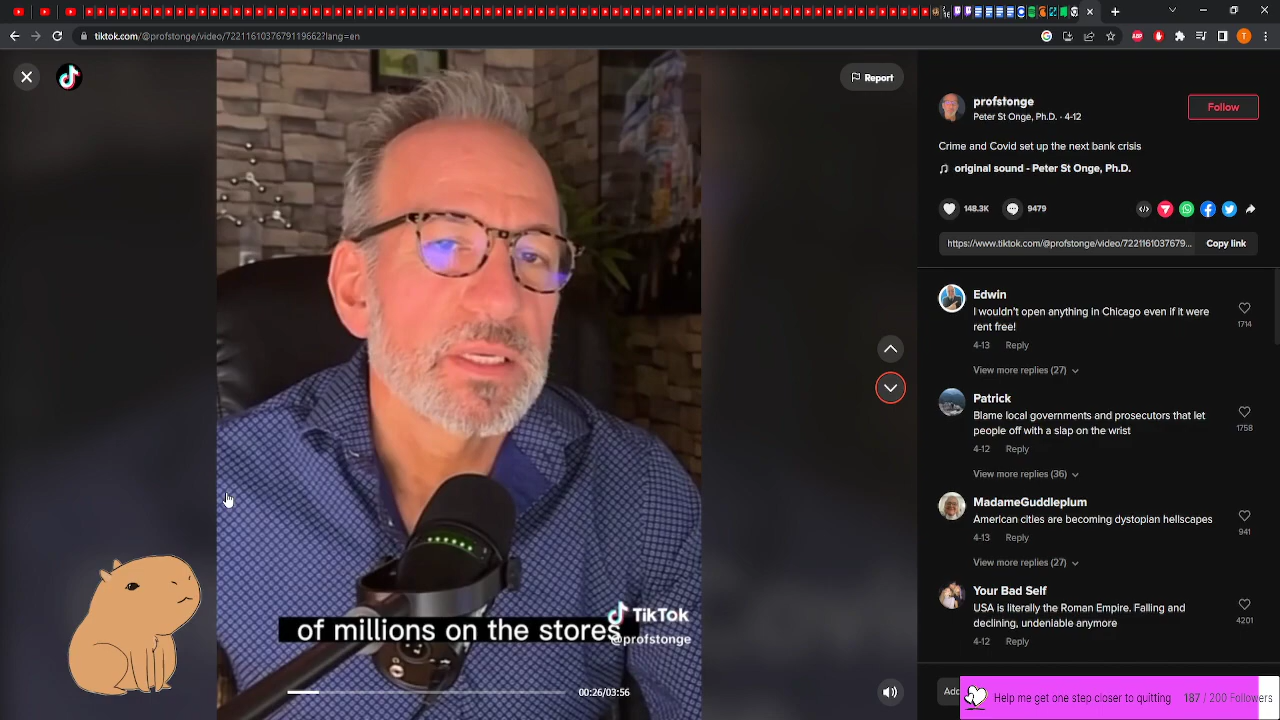 tiktok.com/@profstonge/video/7221161037679119662?lang=en
T
Report
of millions on the stores
TikTok
@profstonge
00:26/03:56
profstonge
Peter St Onge, Ph.D. · 4-12
Follow
Crime and Covid set up the next bank crisis
original sound - Peter St Onge, Ph.D.
148.3K
9479
https://www.tiktok.com/@profstonge/video/7221161037679...
Copy link
Edwin
I wouldn't open anything in Chicago even if it were
rent free!
1714
4-13 Reply
View more replies (27)
Patrick
Blame local governments and prosecutors that let
people off with a slap on the wrist
1758
4-12 Reply
View more replies (36)
MadameGuddleplum
American cities are becoming dystoplan hellscapes
941
4-13 Reply
View more replies (27)
Your Bad Self
USA is literally the Roman Empire. Falling and
declining, undeniable anymore
4201
4-12 Reply
Add
Help me get one step closer to quitting 187 / 200 Followers